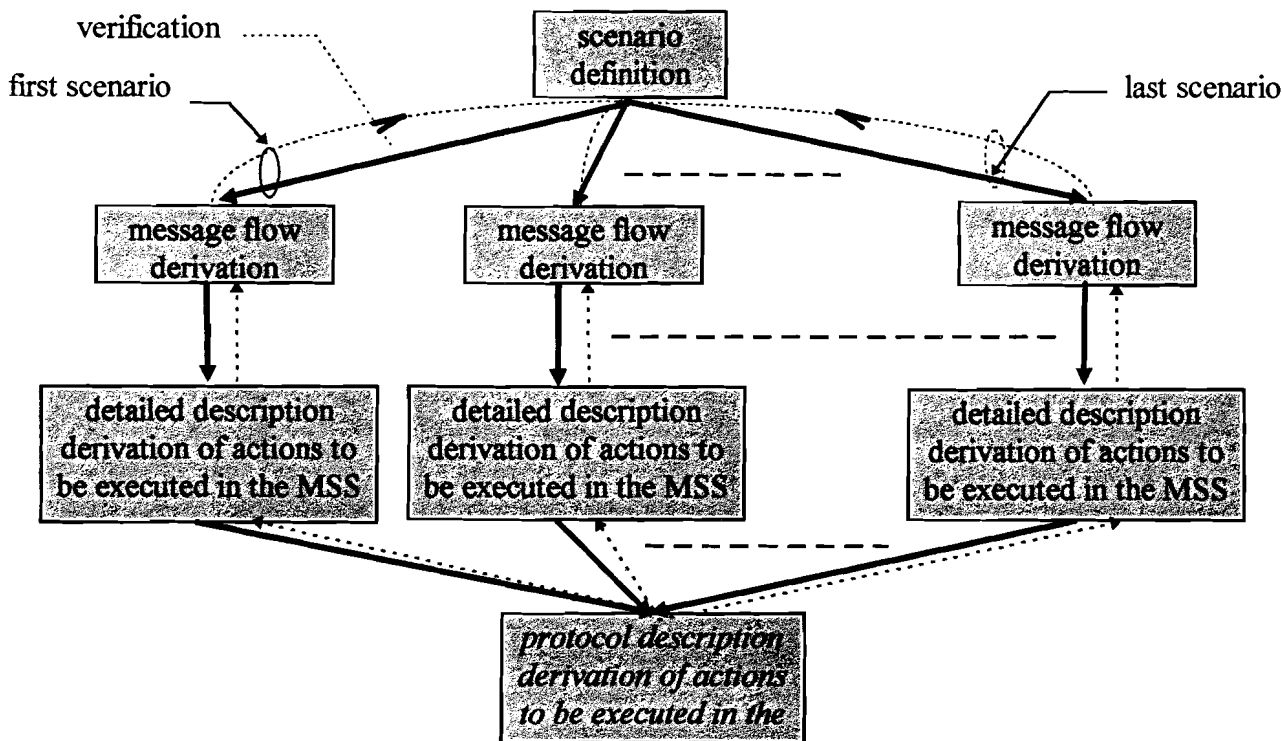 verification
scenario
definition
first scenario
last scenario
message flow
derivation
message flow
derivation
message flow
derivation
detailed description
derivation of actions to
be executed in the MSS
detailed description
derivation of actions to
be executed in the MSS
detailed description
derivation of actions to
be executed in the MSS
protocol description
derivation of actions
to be executed in the